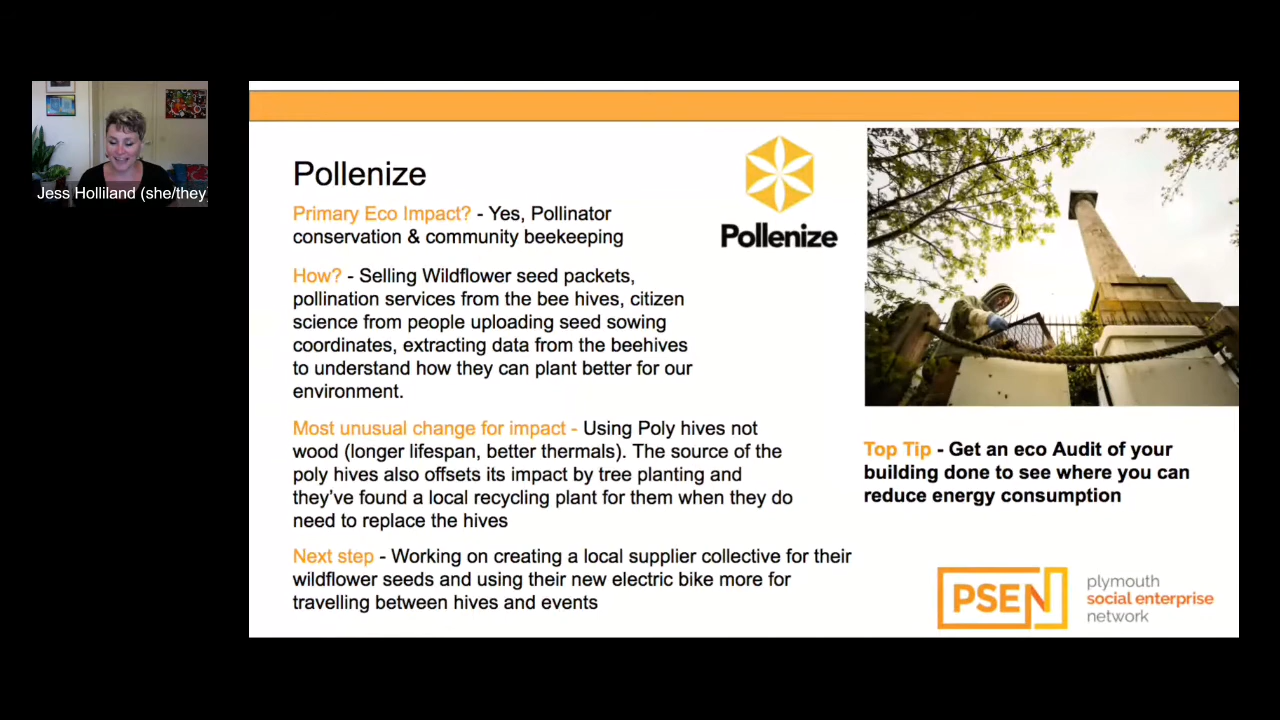 Jess Holliland (she/they
Pollenize
Primary Eco Impact? - Yes, Pollinator
conservation & community beekeeping
How? - Selling Wildflower seed packets,
pollination services from the bee hives, citizen
science from people uploading seed sowing
coordinates, extracting data from the beehives
to understand how they can plant better for our
environment.
Most unusual change for impact - Using Poly hives not
wood (longer lifespan, better thermals). The source of the
poly hives also offsets its impact by tree planting and
they've found a local recycling plant for them when they do
need to replace the hives
Next step - Working on creating a local supplier collective for their
wildflower seeds and using their new electric bike more for
travelling between hives and events
Pollenize
Top Tip - Get an eco Audit of your
building done to see where you can
reduce energy consumption
PSEN
plymouth
social enterprise
network